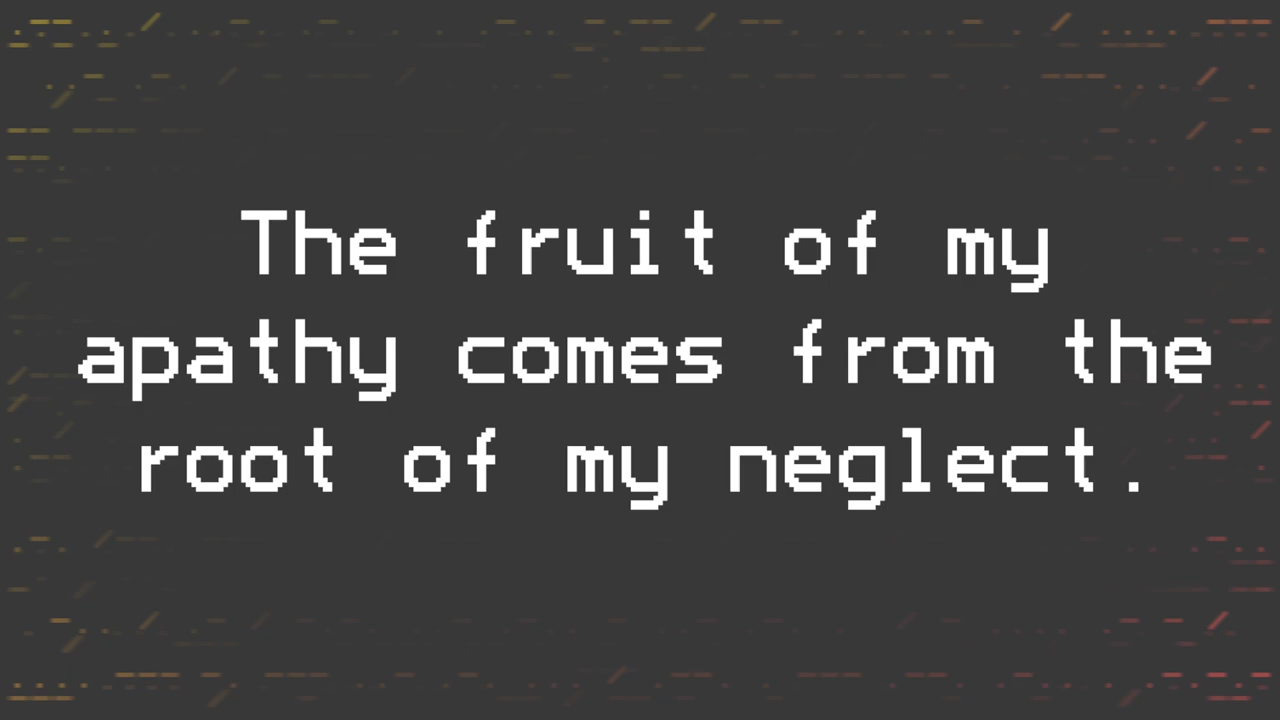 The fruit of my
apathy comes from the
root of my neglect.